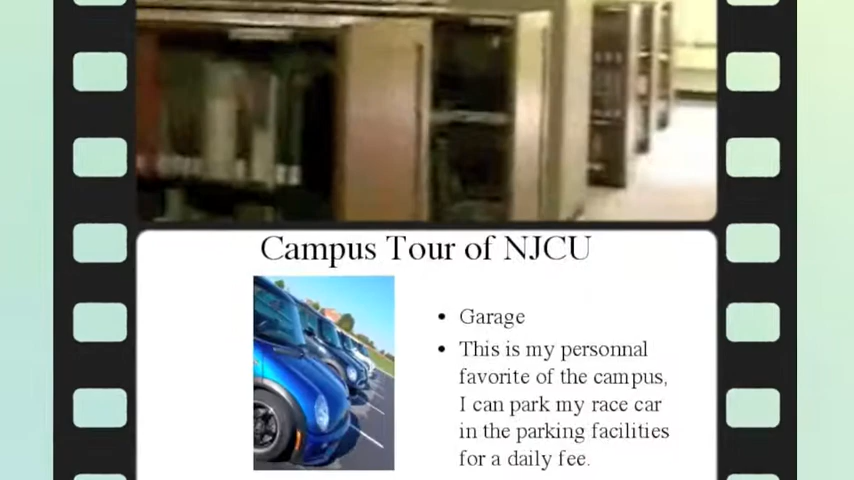 Campus Tour of NJCU
• Garage
• This is my personnal
favorite of the campus,
I can park my race car
in the parking facilities
for a daily fee.